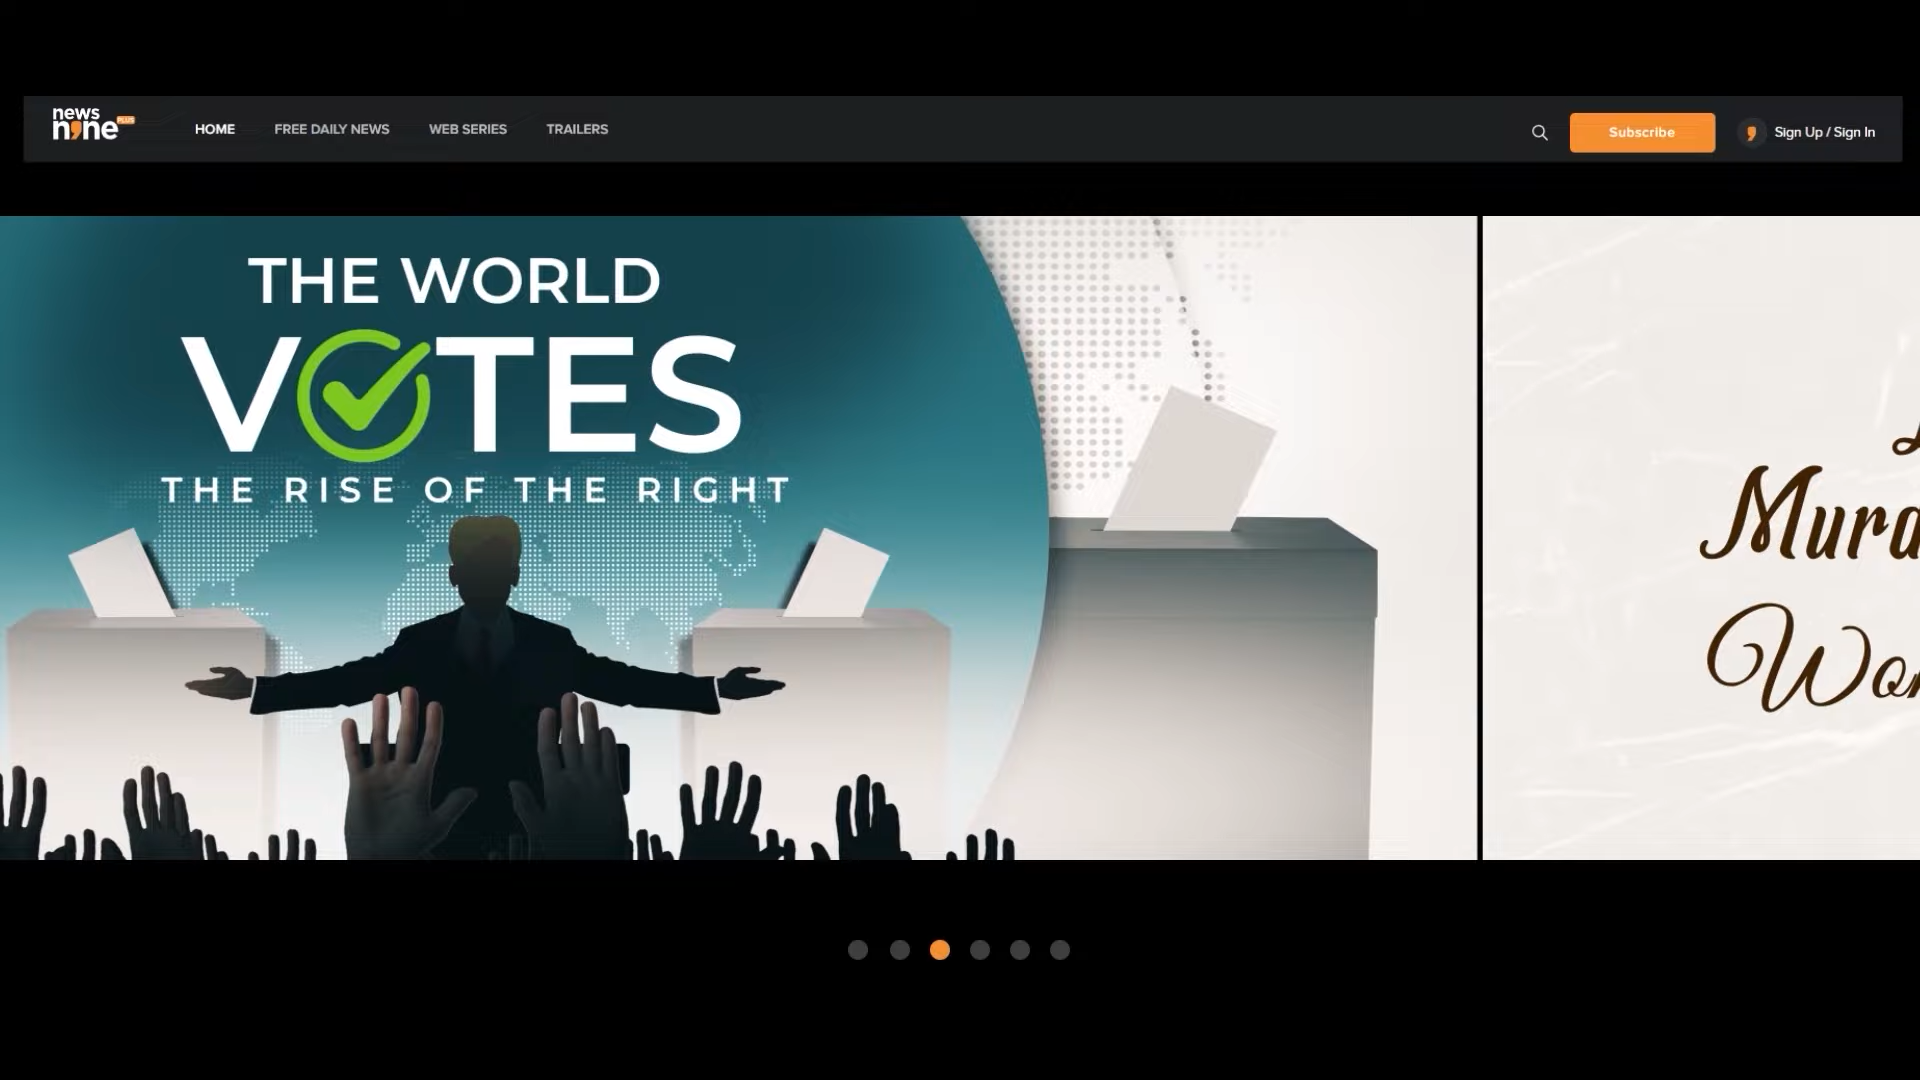 news
nine PLUS
HOME
FREE DAILY NEWS
WEB SERIES
TRAILERS
Subscribe
Sign Up / Sign In
THE WORLD
VOTES
THE RISE OF THE RIGHT